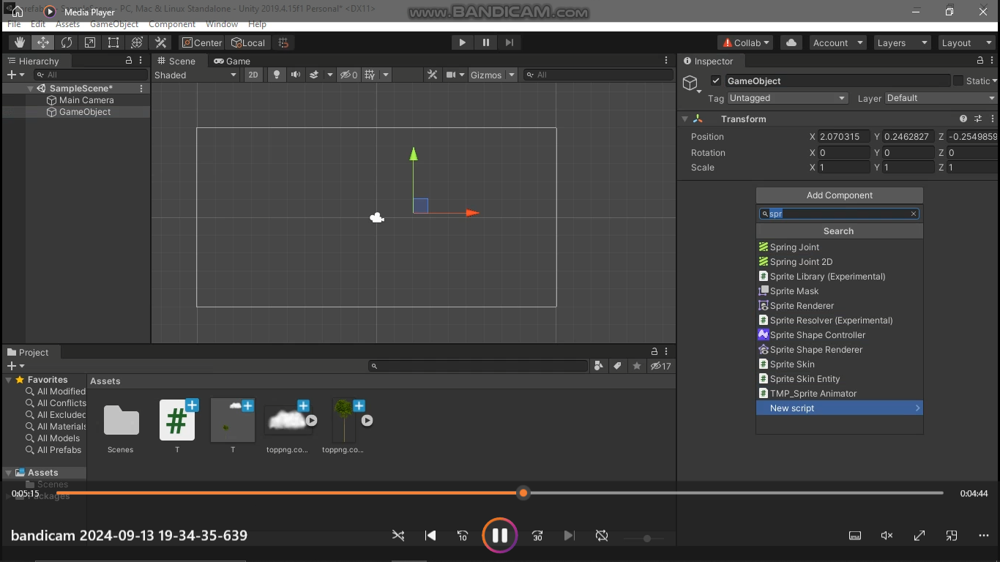 prefab - SampleScene - PC, Mac & Linux Standalone - Unity 2019.4.15f1 Personal* <DX11>
Media Player
www.BANDICAM.com
File Edit Assets GameObject Component Window Help
Center Local
Collab Account Layers Layout
Hierarchy
All
SampleScene*
Main Camera
GameObject
Scene Game
Shaded 2D 0 Gizmos All
Inspector
GameObject Static
Tag Untagged Layer Default
Transform
Position X 2.070315 Y 0.2462827 Z -0.2549859
Rotation X 0 Y 0 Z 0
Scale X 1 Y 1 Z 1
Add Component
spr
Search
Spring Joint
Spring Joint 2D
Sprite Library (Experimental)
Sprite Mask
Sprite Renderer
Sprite Resolver (Experimental)
Sprite Shape Controller
Sprite Shape Renderer
Sprite Skin
Sprite Skin Entity
TMP_Sprite Animator
New script
Project
17
Favorites
All Modified
All Conflicts
All Excluded
All Materials
All Models
All Prefabs
Assets
Scenes
Packages
Assets
Scenes T T toppng.co... toppng.co...
0:05:15 0:04:44
bandicam 2024-09-13 19-34-35-639
10 30